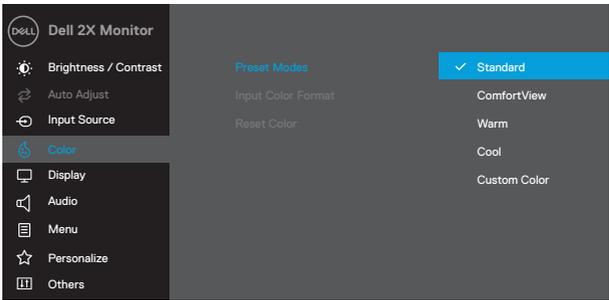 DELL
Dell 2X Monitor
Brightness / Contrast
Auto Adjust
Input Source
Color
Display
Audio
Menu
Personalize
Others
Preset Modes
Input Color Format
Reset Color
Standard
ComfortView
Warm
Cool
Custom Color